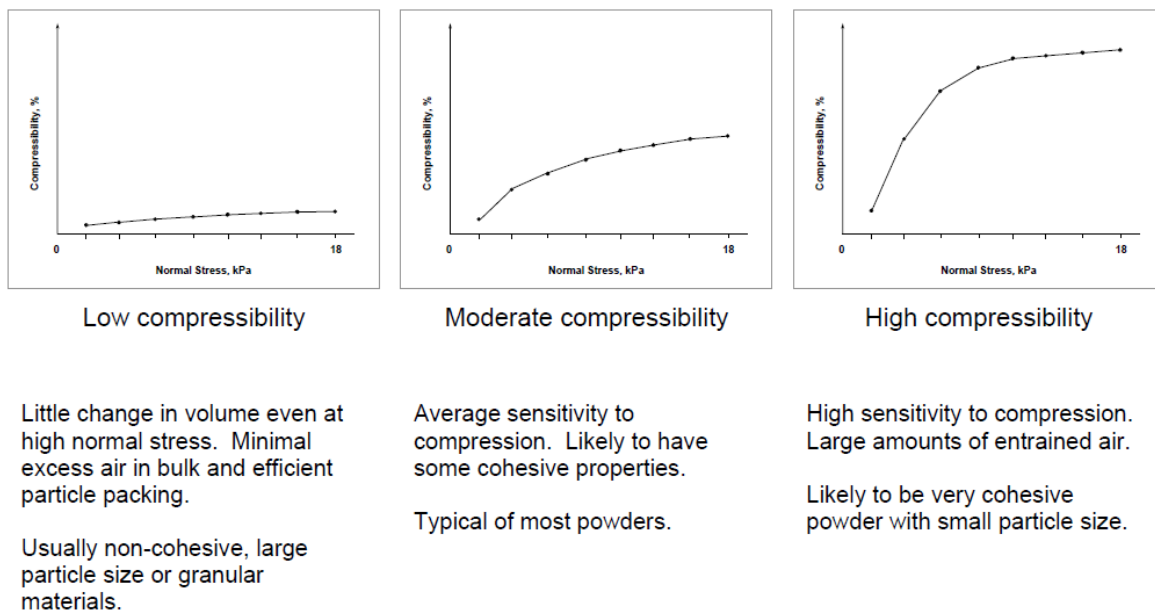 Compressibility, %
0
18
Normal Stress, kPa
Low compressibility
Little change in volume even at
high normal stress.  Minimal
excess air in bulk and efficient
particle packing.
Usually non-cohesive, large
particle size or granular
materials.
Compressibility, %
0
18
Normal Stress, kPa
Moderate compressibility
Average sensitivity to
compression.  Likely to have
some cohesive properties.
Typical of most powders.
Compressibility, %
0
18
Normal Stress, kPa
High compressibility
High sensitivity to compression.
Large amounts of entrained air.
Likely to be very cohesive
powder with small particle size.